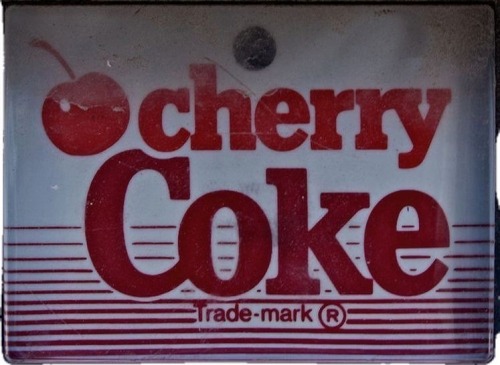 cherry
Coke
Trade-mark ®